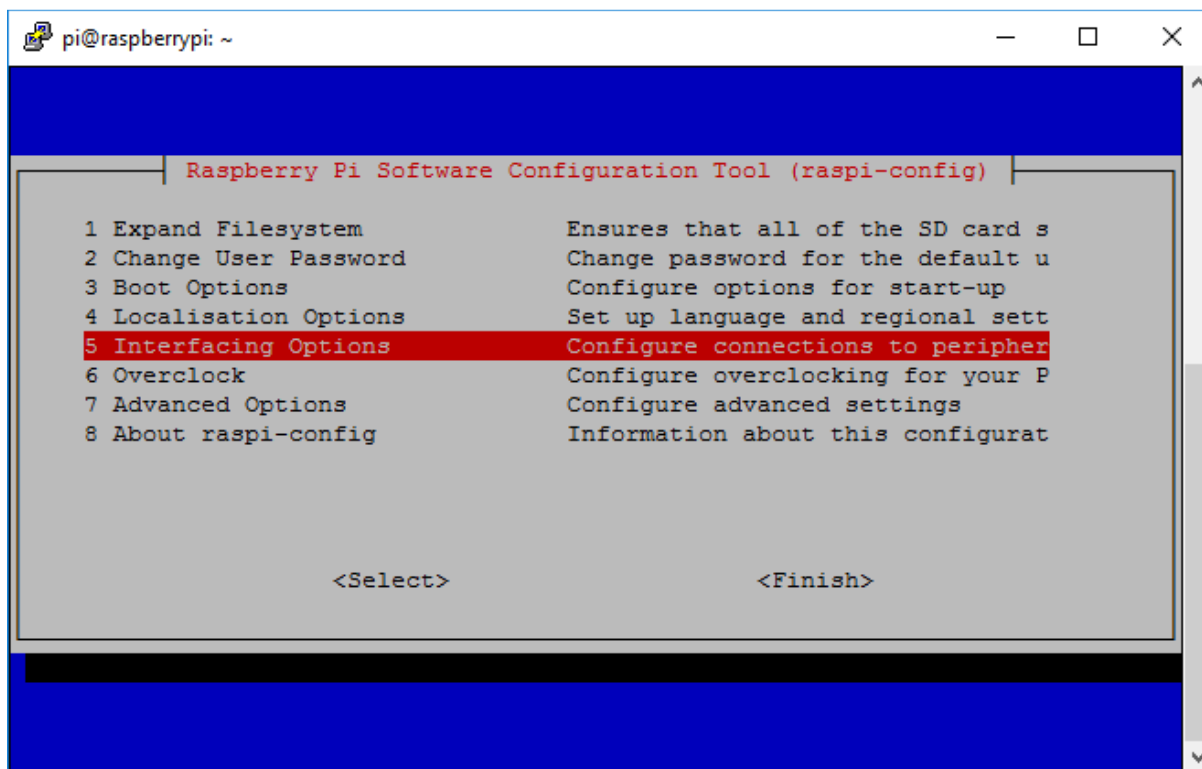 pi@raspberrypi: ~
Raspberry Pi Software Configuration Tool (raspi-config)
1 Expand Filesystem Ensures that all of the SD card s
2 Change User Password Change password for the default u
3 Boot Options Configure options for start-up
4 Localisation Options Set up language and regional sett
5 Interfacing Options Configure connections to peripher
6 Overclock Configure overclocking for your P
7 Advanced Options Configure advanced settings
8 About raspi-config Information about this configurat
<Select> <Finish>